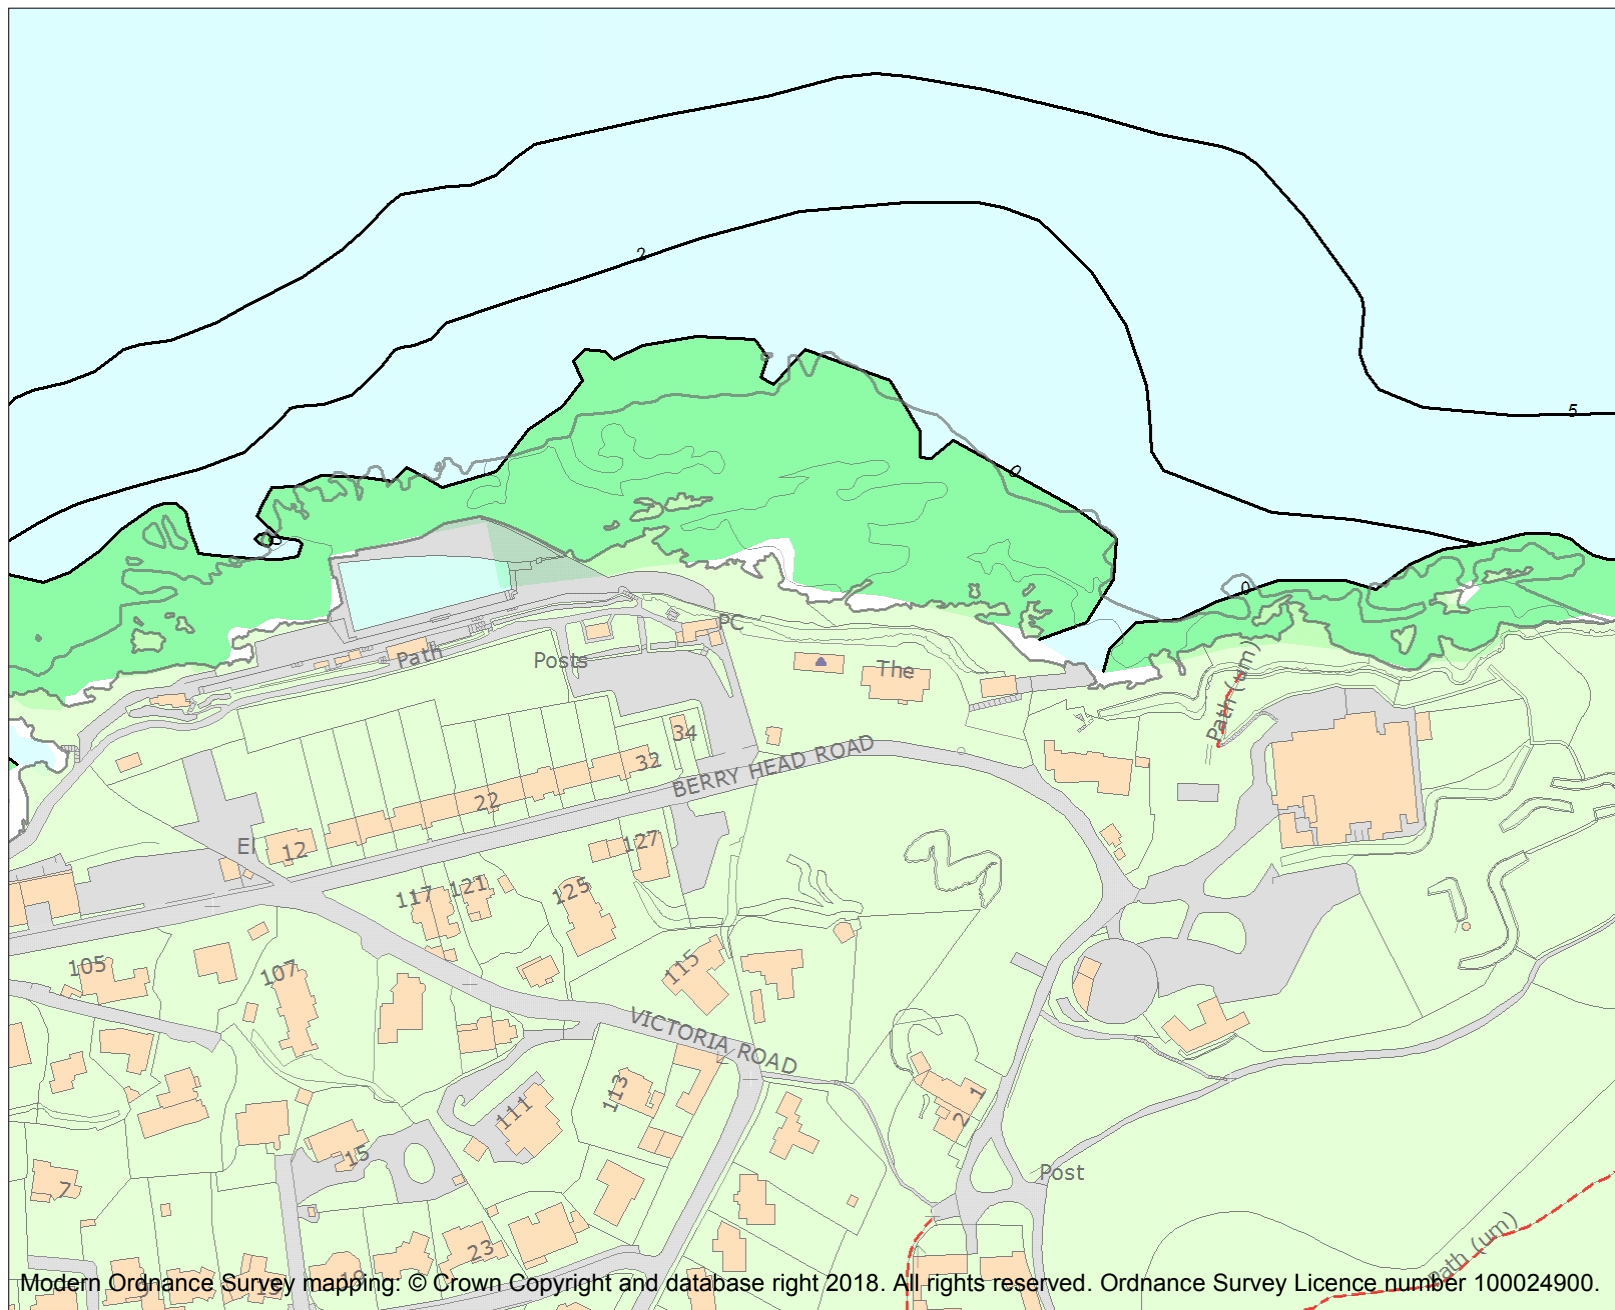 2
5
0
0
0
PC
Path
Posts
The
Path (um)
34
32
BERRY HEAD ROAD
22
El
12
127
117
121
125
105
107
115
VICTORIA ROAD
113
111
1
2
15
Post
7
23
Path (um)
19
Modern Ordnance Survey mapping: © Crown Copyright and database right 2018. All rights reserved. Ordnance Survey Licence number 100024900.